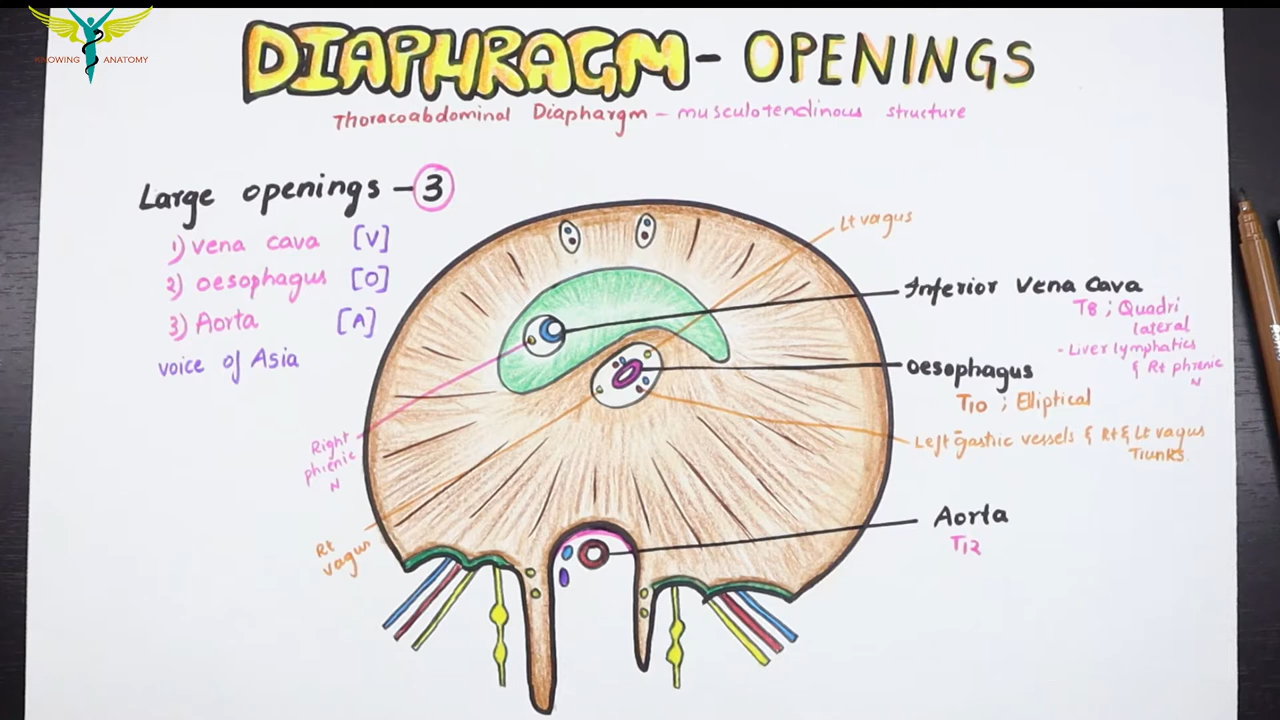 KNOWING ANATOMY
DIAPHRAGM - OPENINGS
Thoracoabdominal Diaphargm - musculotendinous structure
Large openings - 3
1) vena cava [V]
2) oesophagus [O]
3) Aorta [A]
voice of Asia
Lt vagus
Inferior Vena Cava
T8 ; Quadri
lateral
- Liver lymphatics
& Rt phrenic
N
oesophagus
T10 ; Elliptical
Left gastric vessels & Rt & Lt vagus
Trunks
Right
phrenic
N
Rt
vagus
Aorta
T12